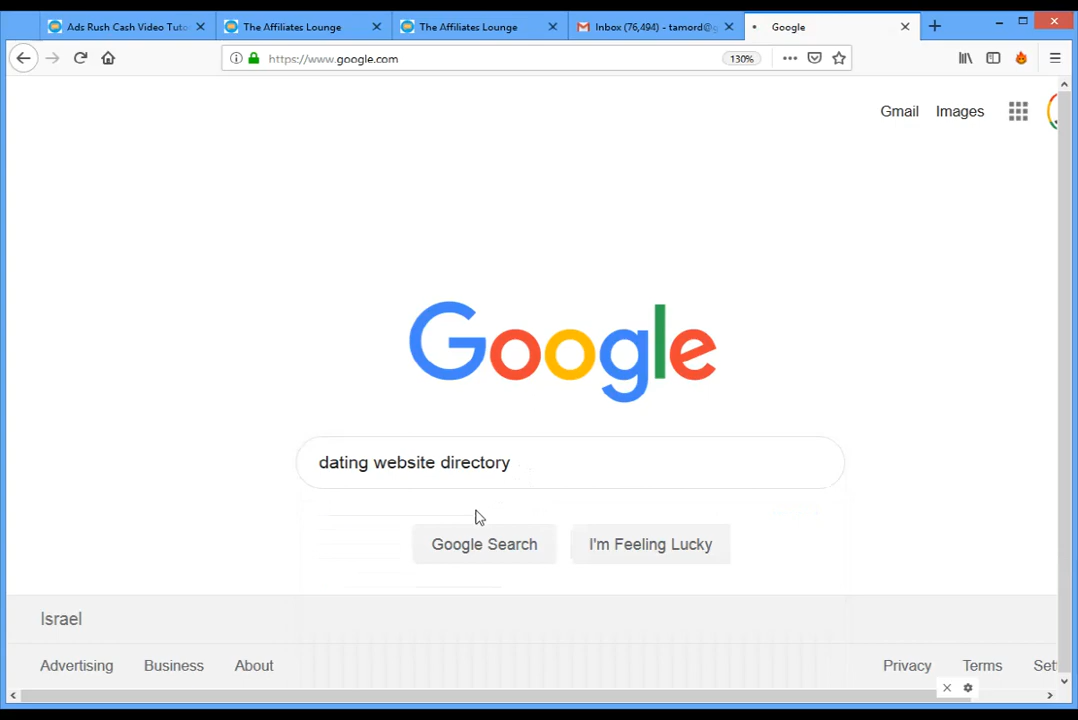 Ads Rush Cash Video Tuto
The Affiliates Lounge
The Affiliates Lounge
Inbox (76,494) - tamord@g
Google
https://www.google.com
130%
Gmail
Images
Google
dating website directory
Google Search
I'm Feeling Lucky
Israel
Advertising
Business
About
Privacy
Terms
Set